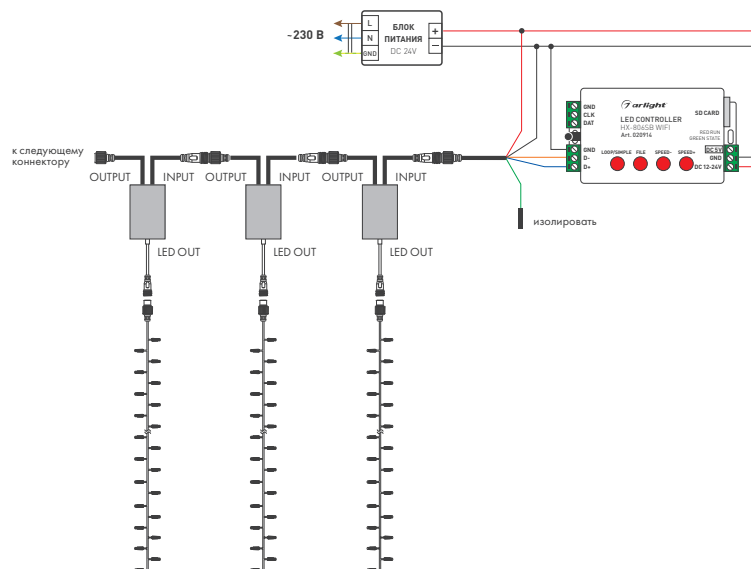 ~230 В
L
N
GND
БЛОК
ПИТАНИЯ
DC 24V
+
−
GND
CLK
DAT
GND
D-
D+
arlight
LED CONTROLLER
HX-806SB WIFI
Art. 020914
SD CARD
RED RUN
GREEN STATE
LOOP/SIMPLE
FILE
SPEED-
SPEED+
DC 5V
GND
DC 12-24V
к следующему
коннектору
OUTPUT
INPUT
OUTPUT
INPUT
OUTPUT
INPUT
изолировать
LED OUT
LED OUT
LED OUT